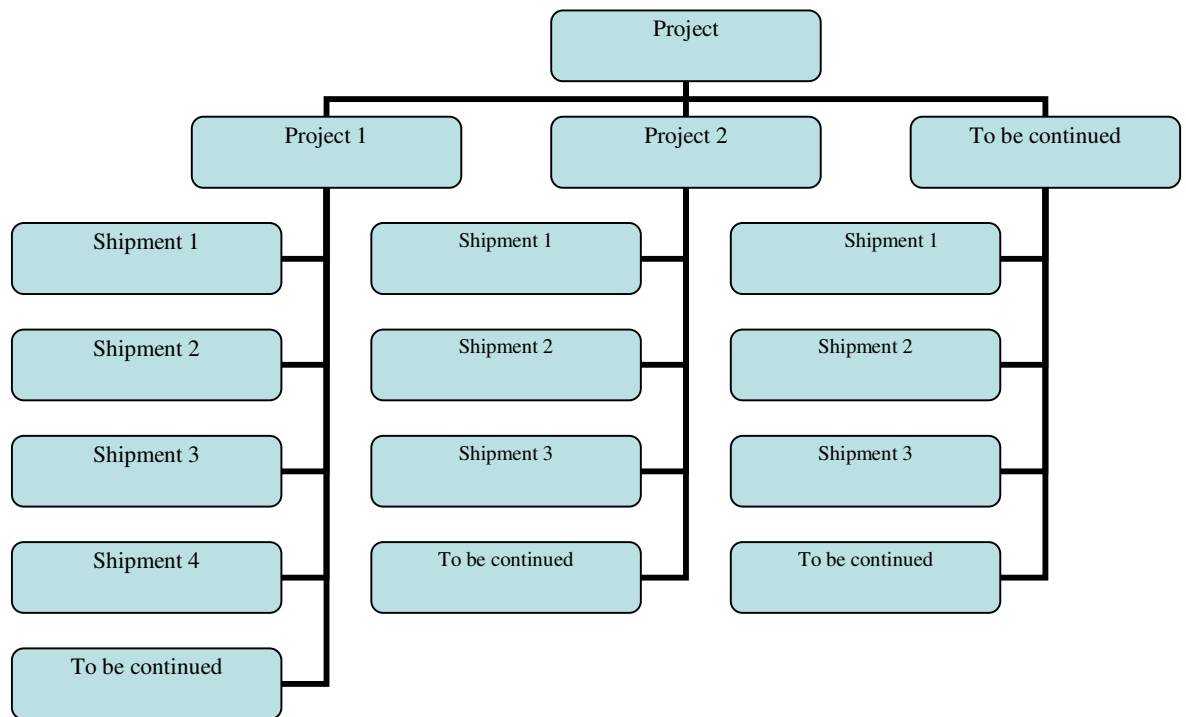 Project
Project 1
Project 2
To be continued
Shipment 1
Shipment 1
Shipment 1
Shipment 2
Shipment 2
Shipment 2
Shipment 3
Shipment 3
Shipment 3
Shipment 4
To be continued
To be continued
To be continued